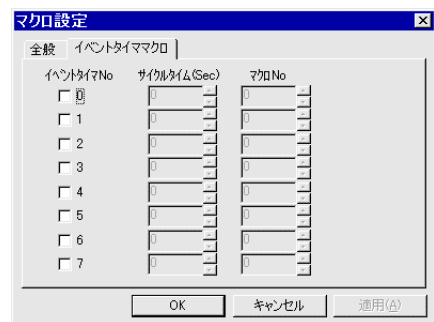 マクロ設定
全般 イベントタイママクロ
イベントタイマNo サイクルタイム(Sec) マクロNo
0 0 0
1 0 0
2 0 0
3 0 0
4 0 0
5 0 0
6 0 0
7 0 0
OK キャンセル 適用(A)